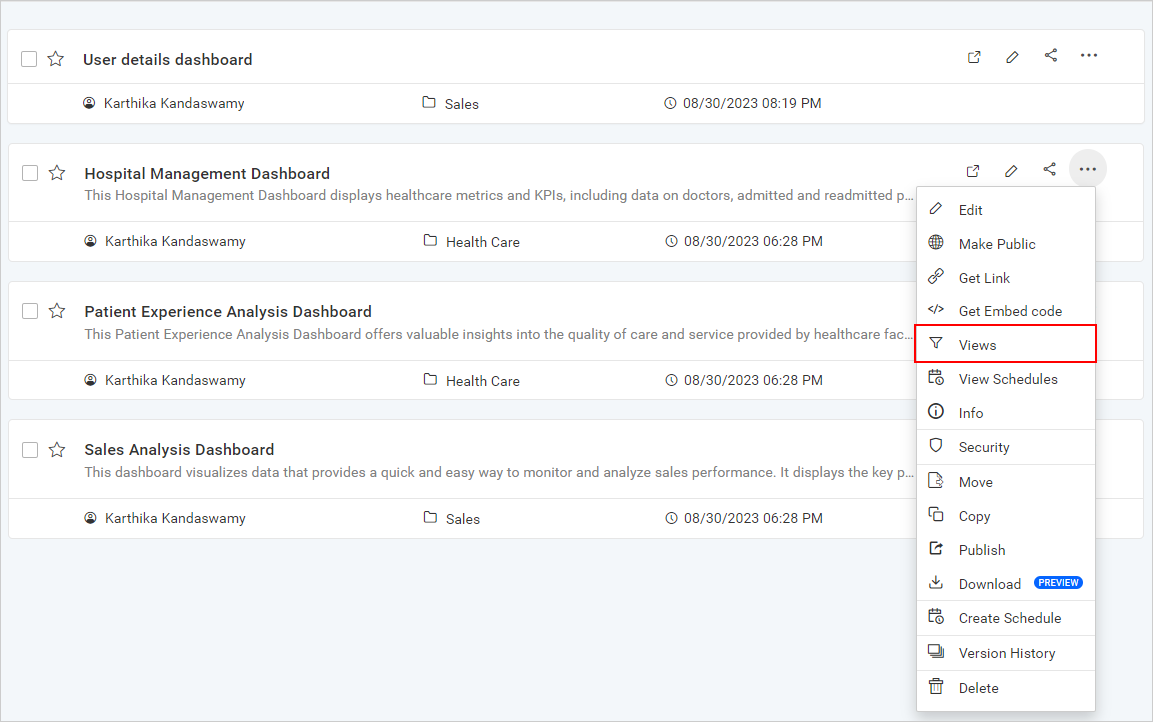 User details dashboard
Karthika Kandaswamy
Sales
08/30/2023 08:19 PM
Hospital Management Dashboard
This Hospital Management Dashboard displays healthcare metrics and KPIs, including data on doctors, admitted and readmitted p...
Karthika Kandaswamy
Health Care
08/30/2023 06:28 PM
Patient Experience Analysis Dashboard
This Patient Experience Analysis Dashboard offers valuable insights into the quality of care and service provided by healthcare fac...
Karthika Kandaswamy
Health Care
08/30/2023 06:28 PM
Sales Analysis Dashboard
This dashboard visualizes data that provides a quick and easy way to monitor and analyze sales performance. It displays the key p...
Karthika Kandaswamy
Sales
08/30/2023 06:28 PM
Edit
Make Public
Get Link
Get Embed code
Views
View Schedules
Info
Security
Move
Copy
Publish
Download PREVIEW
Create Schedule
Version History
Delete